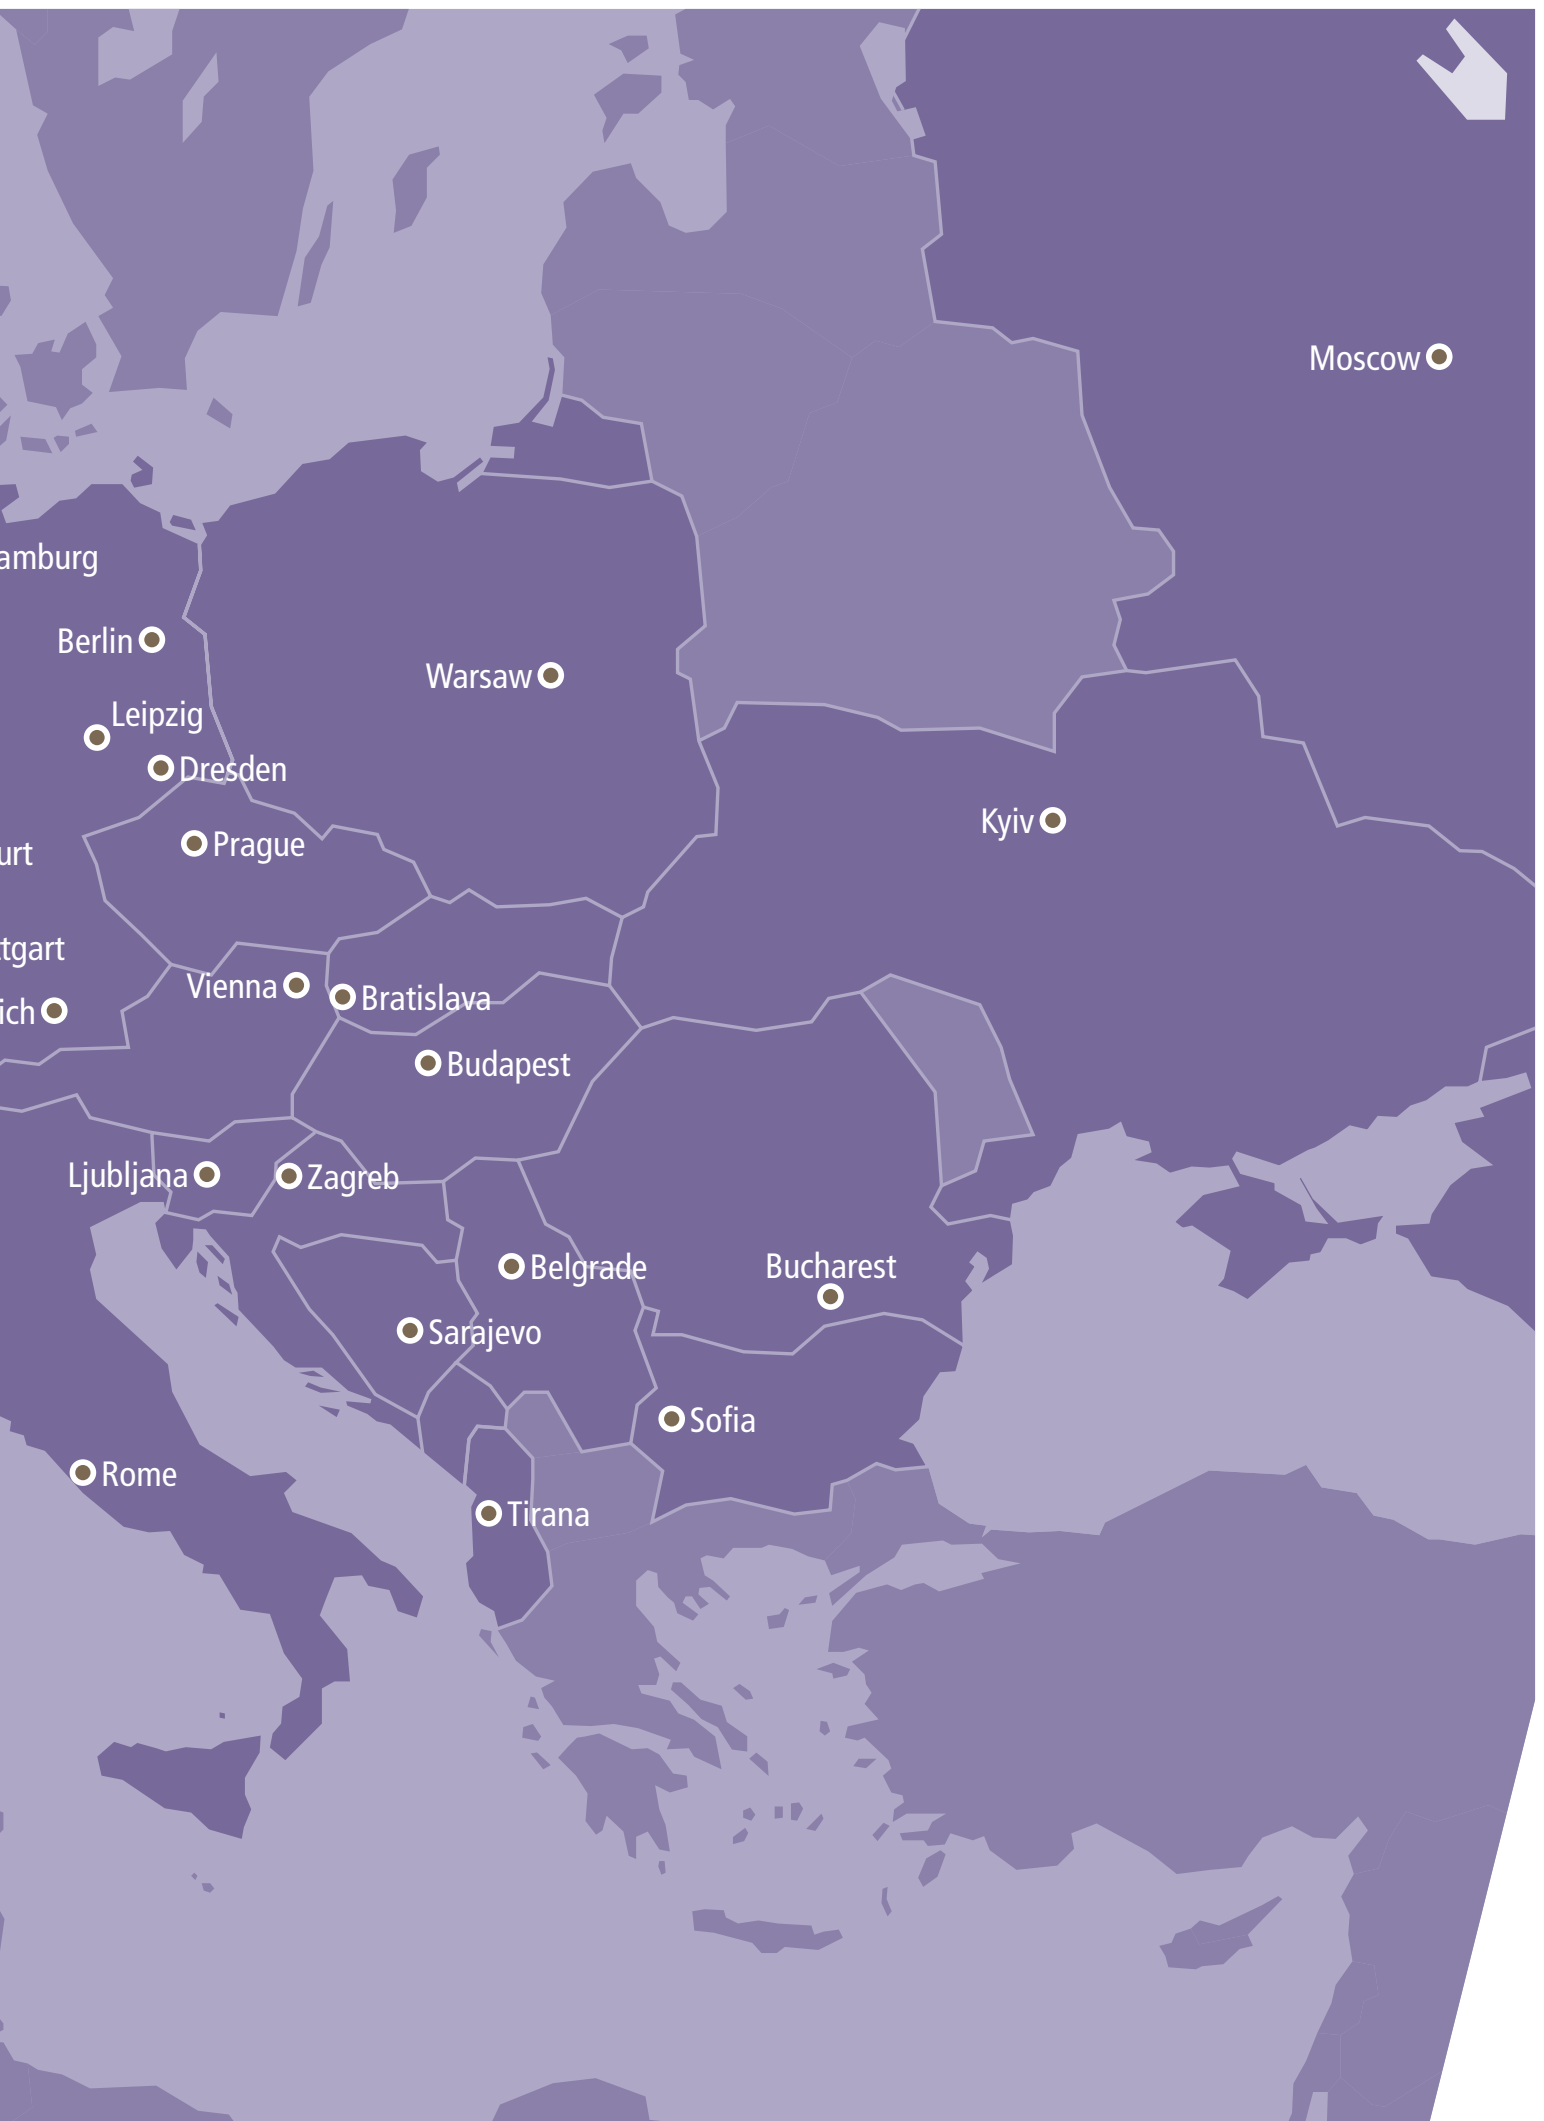 Moscow
amburg
Berlin
Warsaw
Leipzig
Dresden
Kyiv
Prague
urt
tgart
Vienna
Bratislava
ich
Budapest
Ljubljana
Zagreb
Belgrade
Bucharest
Sarajevo
Sofia
Rome
Tirana